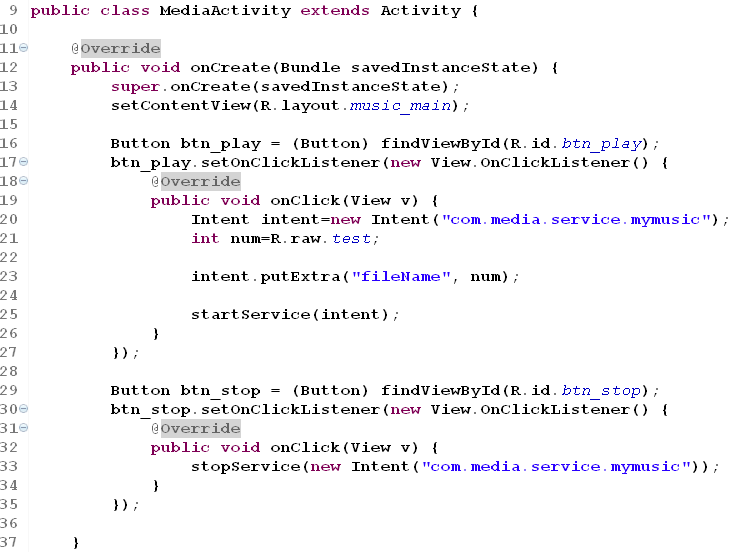 9 public class MediaActivity extends Activity {
10
11 @Override
12 public void onCreate(Bundle savedInstanceState) {
13 super.onCreate(savedInstanceState);
14 setContentView(R.layout.music_main);
15
16 Button btn_play = (Button) findViewById(R.id.btn_play);
17 btn_play.setOnClickListener(new View.OnClickListener() {
18 @Override
19 public void onClick(View v) {
20 Intent intent=new Intent("com.media.service.mymusic");
21 int num=R.raw.test;
22
23 intent.putExtra("fileName", num);
24
25 startService(intent);
26 }
27 });
28
29 Button btn_stop = (Button) findViewById(R.id.btn_stop);
30 btn_stop.setOnClickListener(new View.OnClickListener() {
31 @Override
32 public void onClick(View v) {
33 stopService(new Intent("com.media.service.mymusic"));
34 }
35 });
36
37 }